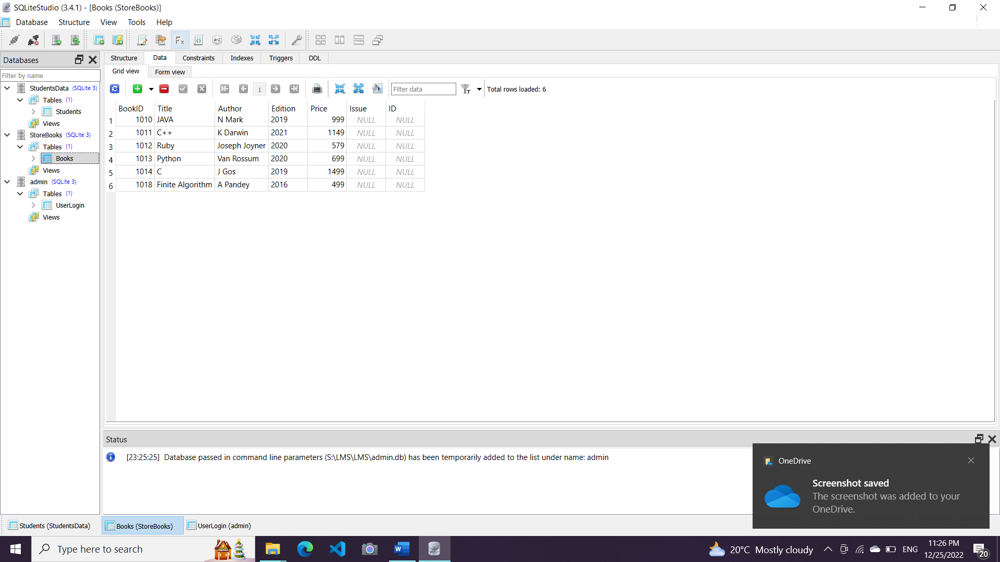 SQLiteStudio (3.4.1) - [Books (StoreBooks)]
Database Structure View Tools Help
Databases
Filter by name
StudentsData (SQLite 3)
Tables (1)
Students
Views
StoreBooks (SQLite 3)
Tables (1)
Books
Views
admin (SQLite 3)
Tables (1)
UserLogin
Views
Structure Data Constraints Indexes Triggers DDL
Grid view Form view
1 Filter data Total rows loaded: 6
BookID Title Author Edition Price Issue ID
1 1010 JAVA N Mark 2019 999 NULL NULL
2 1011 C++ K Darwin 2021 1149 NULL NULL
3 1012 Ruby Joseph Joyner 2020 579 NULL NULL
4 1013 Python Van Rossum 2020 699 NULL NULL
5 1014 C J Gos 2019 1499 NULL NULL
6 1018 Finite Algorithm A Pandey 2016 499 NULL NULL
Status
[23:25:25] Database passed in command line parameters (S:\LMS\LMS\admin.db) has been temporarily added to the list under name: admin
OneDrive
Screenshot saved
The screenshot was added to your
OneDrive.
Students (StudentsData) Books (StoreBooks) UserLogin (admin)
Type here to search
20°C Mostly cloudy
ENG
11:26 PM
12/25/2022
20